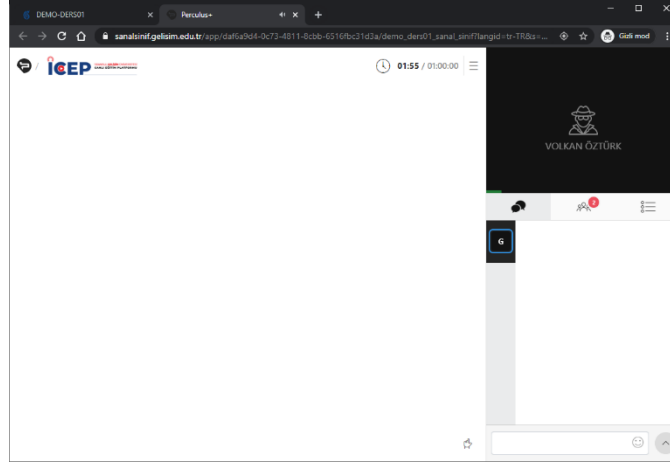 DEMO-DERS01
Perculus+
sanalsinif.gelisim.edu.tr/app/daf6a9d4-0c73-4811-8cbb-6516fbc31d3a/demo_ders01_sanal_sinif?langid=tr-TR&s=...
Gizli mod
/ İCEP
01:55 / 01:00:00
VOLKAN ÖZTÜRK
2
G